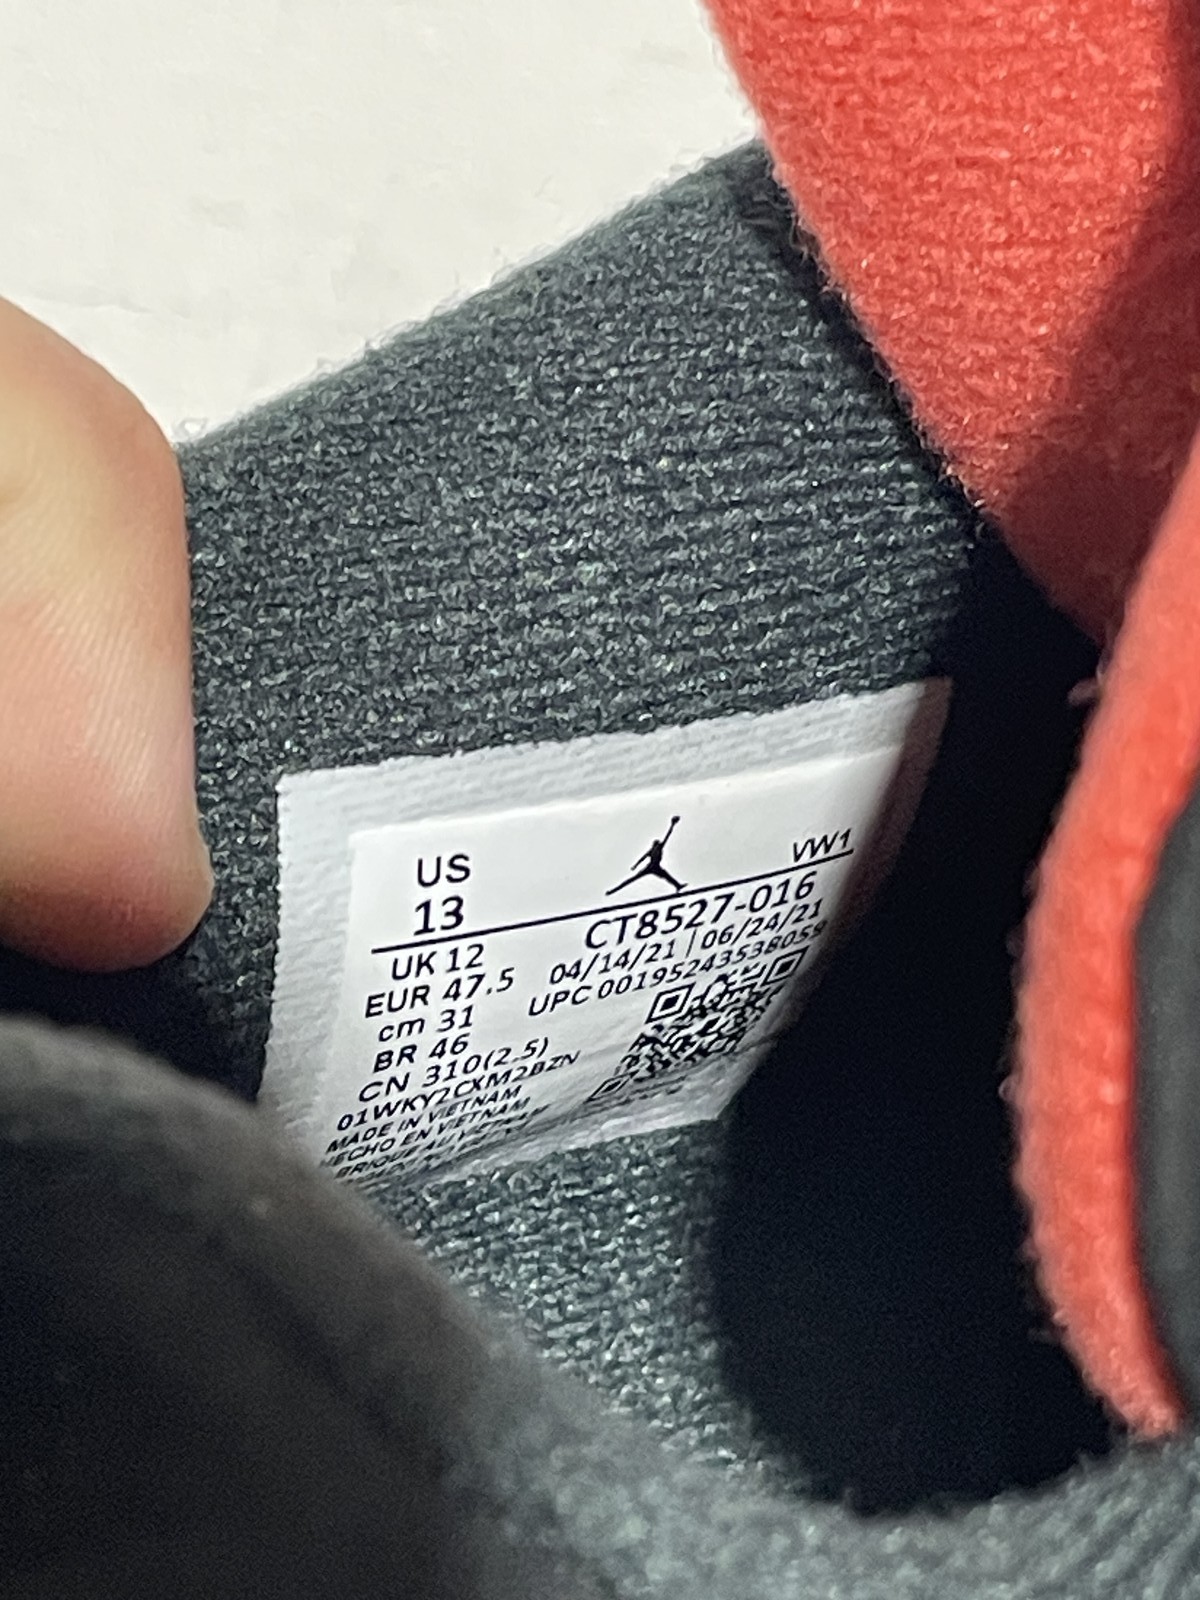 US
13
VW1
UK 12
EUR 47.5
cm 31
BR 46
CN 310(2.5)
01WKY2CXM2BZN
MADE IN VIETNAM
HECHO EN VIETNAM
CT8527-016
04/14/21 | 06/24/21
UPC 00195243538059